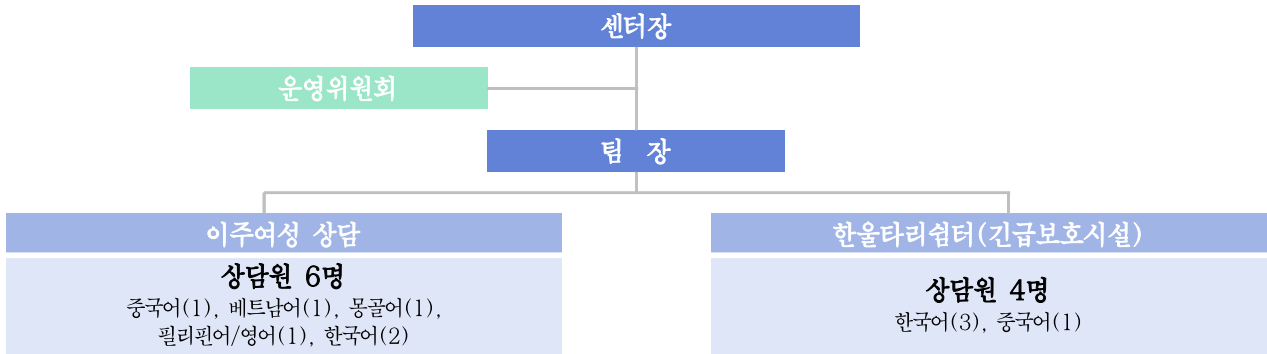 센터장
운영위원회
팀 장
이주여성 상담
상담원 6명
중국어(1), 베트남어(1), 몽골어(1),
필리핀어/영어(1), 한국어(2)
한울타리쉼터(긴급보호시설)
상담원 4명
한국어(3), 중국어(1)